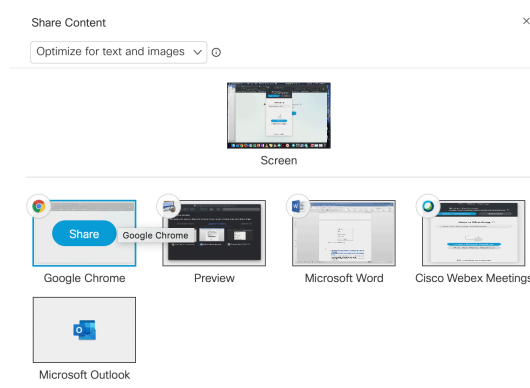 Share Content
Optimize for text and images
Screen
Share
Google Chrome
Google Chrome
Preview
Microsoft Word
Cisco Webex Meetings
Microsoft Outlook